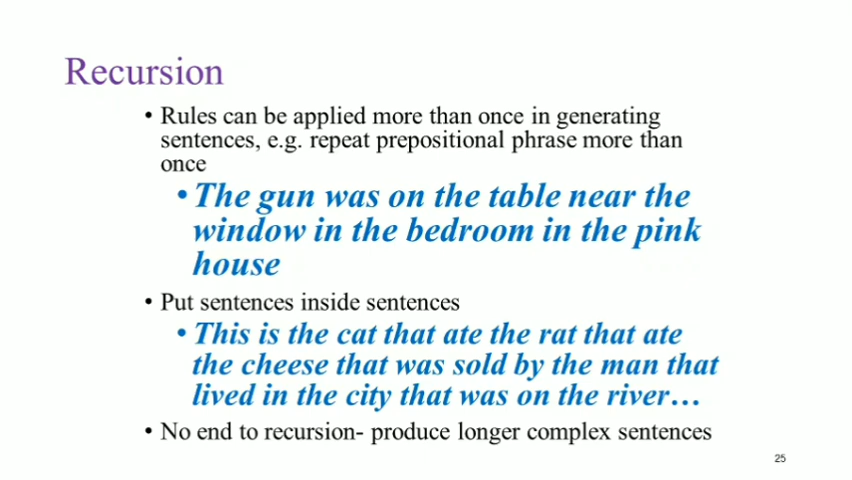 Recursion
• Rules can be applied more than once in generating
sentences, e.g. repeat prepositional phrase more than
once
• The gun was on the table near the
window in the bedroom in the pink
house
• Put sentences inside sentences
• This is the cat that ate the rat that ate
the cheese that was sold by the man that
lived in the city that was on the river…
• No end to recursion- produce longer complex sentences
25